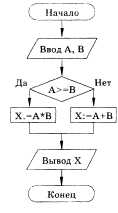 Начало
Ввод A, B
Да
A>=B
Нет
X.=A*B
X:=A+B
Вывод X
Конец